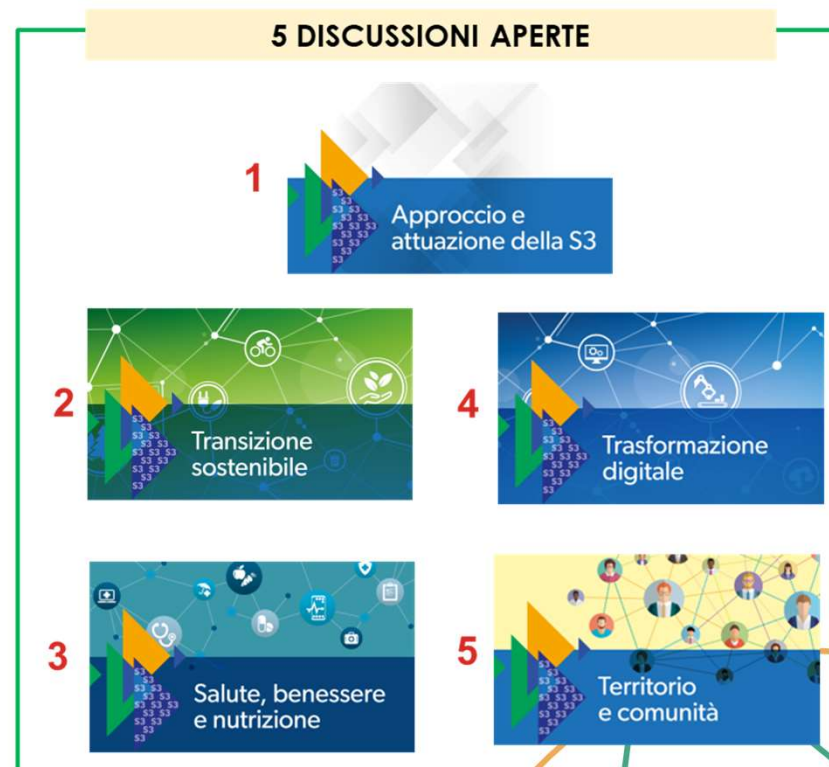 5 DISCUSSIONI APERTE
1
Approccio e
attuazione della S3
2
Transizione
sostenibile
3
Salute, benessere
e nutrizione
4
Trasformazione
digitale
5
Territorio
e comunità